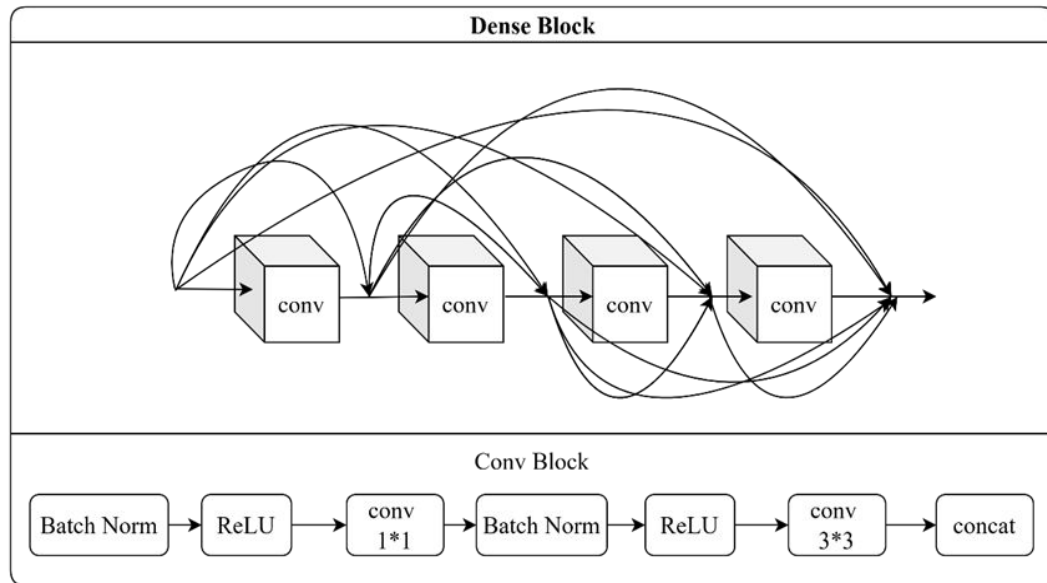 Dense Block
conv
conv
conv
conv
Conv Block
Batch Norm
ReLU
conv
1*1
Batch Norm
ReLU
conv
3*3
concat